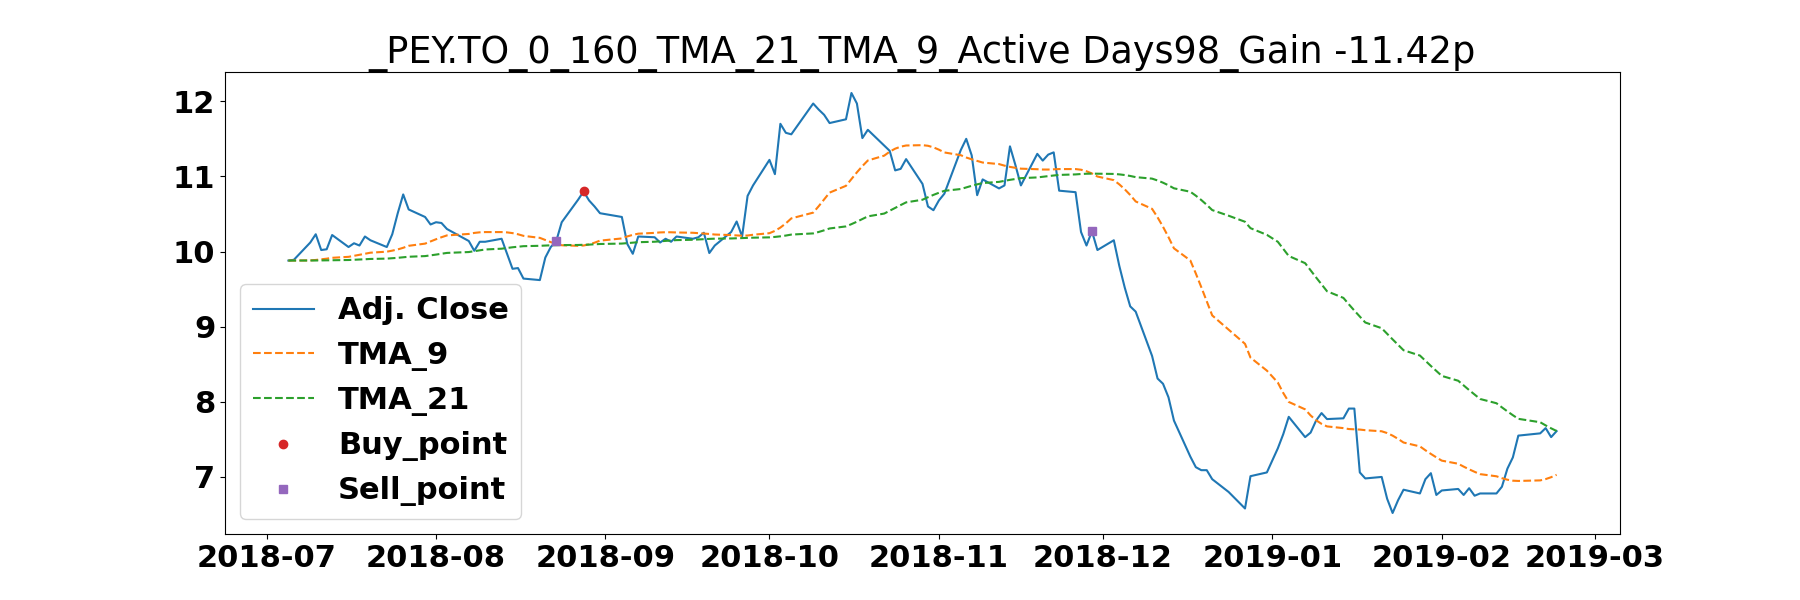 _PEY.TO_0_160_TMA_21_TMA_9_Active Days98_Gain -11.42p
12
11
10
9
8
7
Adj. Close
TMA_9
TMA_21
Buy_point
Sell_point
2018-07 2018-08 2018-09 2018-10 2018-11 2018-12 2019-01 2019-02 2019-03